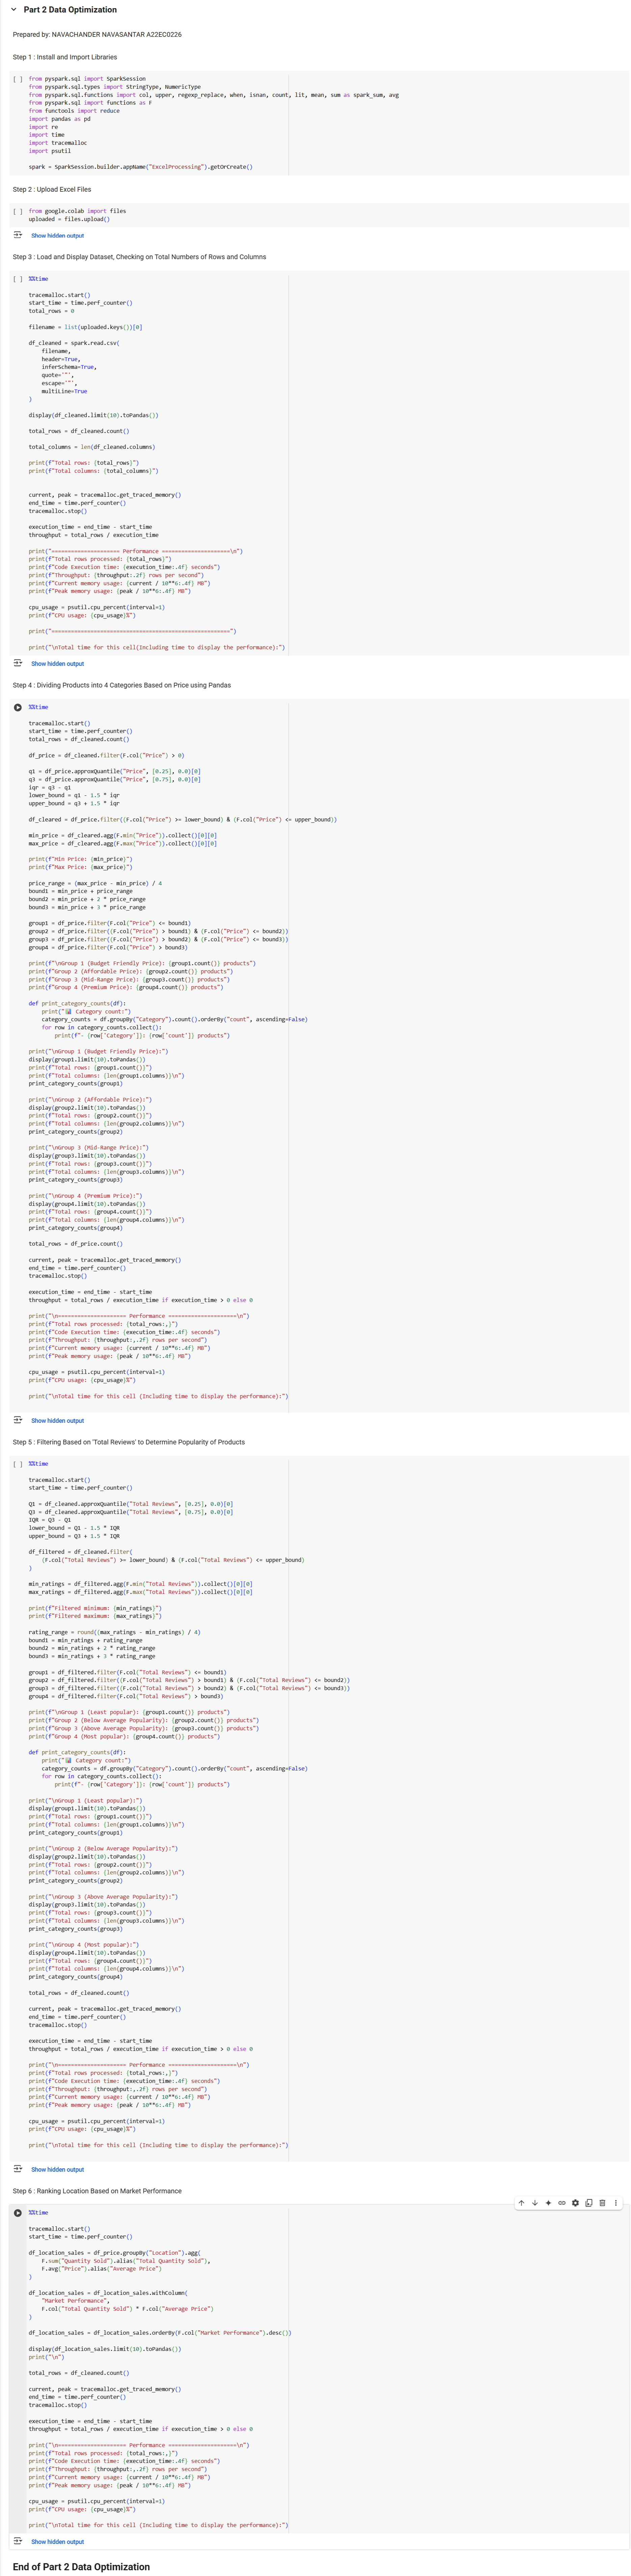 Part 2 Data Optimization
Prepared by: NAVACHANDER NAVASANTAR A22EC0226
Step 1 : Install and Import Libraries
[ ] from pyspark.sql import SparkSession
from pyspark.sql.types import StringType, NumericType
from pyspark.sql.functions import col, upper, regexp_replace, when, isnan, count, lit, mean, sum as spark_sum, avg
from pyspark.sql import functions as F
from functools import reduce
import pandas as pd
import re
import time
import tracemalloc
import psutil
spark = SparkSession.builder.appName("ExcelProcessing").getOrCreate()
Step 2 : Upload Excel Files
[ ] from google.colab import files
uploaded = files.upload()
Show hidden output
Step 3 : Load and Display Dataset, Checking on Total Numbers of Rows and Columns
[ ] %%time
tracemalloc.start()
start_time = time.perf_counter()
total_rows = 0
filename = list(uploaded.keys())[0]
df_cleaned = spark.read.csv(
    filename,
    header=True,
    inferSchema=True,
    quote='"',
    escape='"',
    multiLine=True
)
display(df_cleaned.limit(10).toPandas())
total_rows = df_cleaned.count()
total_columns = len(df_cleaned.columns)
print(f"Total rows: {total_rows}")
print(f"Total columns: {total_columns}")
current, peak = tracemalloc.get_traced_memory()
end_time = time.perf_counter()
tracemalloc.stop()
execution_time = end_time - start_time
throughput = total_rows / execution_time
print("===================== Performance =====================\n")
print(f"Total rows processed: {total_rows}")
print(f"Code Execution time: {execution_time:.4f} seconds")
print(f"Throughput: {throughput:.2f} rows per second")
print(f"Current memory usage: {current / 10**6:.4f} MB")
print(f"Peak memory usage: {peak / 10**6:.4f} MB")
cpu_usage = psutil.cpu_percent(interval=1)
print(f"CPU usage: {cpu_usage}%")
print("=======================================================")
print("\nTotal time for this cell(Including time to display the performance):")
Show hidden output
Step 4 : Dividing Products into 4 Categories Based on Price using Pandas
%%time
tracemalloc.start()
start_time = time.perf_counter()
total_rows = df_cleaned.count()
df_price = df_cleaned.filter(F.col("Price") > 0)
q1 = df_price.approxQuantile("Price", [0.25], 0.0)[0]
q3 = df_price.approxQuantile("Price", [0.75], 0.0)[0]
iqr = q3 - q1
lower_bound = q1 - 1.5 * iqr
upper_bound = q3 + 1.5 * iqr
df_cleared = df_price.filter((F.col("Price") >= lower_bound) & (F.col("Price") <= upper_bound))
min_price = df_cleared.agg(F.min("Price")).collect()[0][0]
max_price = df_cleared.agg(F.max("Price")).collect()[0][0]
print(f"Min Price: {min_price}")
print(f"Max Price: {max_price}")
price_range = (max_price - min_price) / 4
bound1 = min_price + price_range
bound2 = min_price + 2 * price_range
bound3 = min_price + 3 * price_range
group1 = df_price.filter(F.col("Price") <= bound1)
group2 = df_price.filter((F.col("Price") > bound1) & (F.col("Price") <= bound2))
group3 = df_price.filter((F.col("Price") > bound2) & (F.col("Price") <= bound3))
group4 = df_price.filter(F.col("Price") > bound3)
print(f"\nGroup 1 (Budget Friendly Price): {group1.count()} products")
print(f"Group 2 (Affordable Price): {group2.count()} products")
print(f"Group 3 (Mid-Range Price): {group3.count()} products")
print(f"Group 4 (Premium Price): {group4.count()} products")
def print_category_counts(df):
    print("📊 Category count:")
    category_counts = df.groupBy("Category").count().orderBy("count", ascending=False)
    for row in category_counts.collect():
        print(f"- {row['Category']}: {row['count']} products")
print("\nGroup 1 (Budget Friendly Price):")
display(group1.limit(10).toPandas())
print(f"Total rows: {group1.count()}")
print(f"Total columns: {len(group1.columns)}\n")
print_category_counts(group1)
print("\nGroup 2 (Affordable Price):")
display(group2.limit(10).toPandas())
print(f"Total rows: {group2.count()}")
print(f"Total columns: {len(group2.columns)}\n")
print_category_counts(group2)
print("\nGroup 3 (Mid-Range Price):")
display(group3.limit(10).toPandas())
print(f"Total rows: {group3.count()}")
print(f"Total columns: {len(group3.columns)}\n")
print_category_counts(group3)
print("\nGroup 4 (Premium Price):")
display(group4.limit(10).toPandas())
print(f"Total rows: {group4.count()}")
print(f"Total columns: {len(group4.columns)}\n")
print_category_counts(group4)
total_rows = df_price.count()
current, peak = tracemalloc.get_traced_memory()
end_time = time.perf_counter()
tracemalloc.stop()
execution_time = end_time - start_time
throughput = total_rows / execution_time if execution_time > 0 else 0
print("\n===================== Performance =====================\n")
print(f"Total rows processed: {total_rows:,}")
print(f"Code Execution time: {execution_time:.4f} seconds")
print(f"Throughput: {throughput:,.2f} rows per second")
print(f"Current memory usage: {current / 10**6:.4f} MB")
print(f"Peak memory usage: {peak / 10**6:.4f} MB")
cpu_usage = psutil.cpu_percent(interval=1)
print(f"CPU usage: {cpu_usage}%")
print("\nTotal time for this cell (Including time to display the performance):")
Show hidden output
Step 5 : Filtering Based on 'Total Reviews' to Determine Popularity of Products
[ ] %%time
tracemalloc.start()
start_time = time.perf_counter()
Q1 = df_cleaned.approxQuantile("Total Reviews", [0.25], 0.0)[0]
Q3 = df_cleaned.approxQuantile("Total Reviews", [0.75], 0.0)[0]
IQR = Q3 - Q1
lower_bound = Q1 - 1.5 * IQR
upper_bound = Q3 + 1.5 * IQR
df_filtered = df_cleaned.filter(
    (F.col("Total Reviews") >= lower_bound) & (F.col("Total Reviews") <= upper_bound)
)
min_ratings = df_filtered.agg(F.min("Total Reviews")).collect()[0][0]
max_ratings = df_filtered.agg(F.max("Total Reviews")).collect()[0][0]
print(f"Filtered minimum: {min_ratings}")
print(f"Filtered maximum: {max_ratings}")
rating_range = round((max_ratings - min_ratings) / 4)
bound1 = min_ratings + rating_range
bound2 = min_ratings + 2 * rating_range
bound3 = min_ratings + 3 * rating_range
group1 = df_filtered.filter(F.col("Total Reviews") <= bound1)
group2 = df_filtered.filter((F.col("Total Reviews") > bound1) & (F.col("Total Reviews") <= bound2))
group3 = df_filtered.filter((F.col("Total Reviews") > bound2) & (F.col("Total Reviews") <= bound3))
group4 = df_filtered.filter(F.col("Total Reviews") > bound3)
print(f"\nGroup 1 (Least popular): {group1.count()} products")
print(f"Group 2 (Below Average Popularity): {group2.count()} products")
print(f"Group 3 (Above Average Popularity): {group3.count()} products")
print(f"Group 4 (Most popular): {group4.count()} products")
def print_category_counts(df):
    print("📊 Category count:")
    category_counts = df.groupBy("Category").count().orderBy("count", ascending=False)
    for row in category_counts.collect():
        print(f"- {row['Category']}: {row['count']} products")
print("\nGroup 1 (Least popular):")
display(group1.limit(10).toPandas())
print(f"Total rows: {group1.count()}")
print(f"Total columns: {len(group1.columns)}\n")
print_category_counts(group1)
print("\nGroup 2 (Below Average Popularity):")
display(group2.limit(10).toPandas())
print(f"Total rows: {group2.count()}")
print(f"Total columns: {len(group2.columns)}\n")
print_category_counts(group2)
print("\nGroup 3 (Above Average Popularity):")
display(group3.limit(10).toPandas())
print(f"Total rows: {group3.count()}")
print(f"Total columns: {len(group3.columns)}\n")
print_category_counts(group3)
print("\nGroup 4 (Most popular):")
display(group4.limit(10).toPandas())
print(f"Total rows: {group4.count()}")
print(f"Total columns: {len(group4.columns)}\n")
print_category_counts(group4)
total_rows = df_cleaned.count()
current, peak = tracemalloc.get_traced_memory()
end_time = time.perf_counter()
tracemalloc.stop()
execution_time = end_time - start_time
throughput = total_rows / execution_time if execution_time > 0 else 0
print("\n===================== Performance =====================\n")
print(f"Total rows processed: {total_rows:,}")
print(f"Code Execution time: {execution_time:.4f} seconds")
print(f"Throughput: {throughput:,.2f} rows per second")
print(f"Current memory usage: {current / 10**6:.4f} MB")
print(f"Peak memory usage: {peak / 10**6:.4f} MB")
cpu_usage = psutil.cpu_percent(interval=1)
print(f"CPU usage: {cpu_usage}%")
print("\nTotal time for this cell (Including time to display the performance):")
Show hidden output
Step 6 : Ranking Location Based on Market Performance
%%time
tracemalloc.start()
start_time = time.perf_counter()
df_location_sales = df_price.groupBy("Location").agg(
    F.sum("Quantity Sold").alias("Total Quantity Sold"),
    F.avg("Price").alias("Average Price")
)
df_location_sales = df_location_sales.withColumn(
    "Market Performance",
    F.col("Total Quantity Sold") * F.col("Average Price")
)
df_location_sales = df_location_sales.orderBy(F.col("Market Performance").desc())
display(df_location_sales.limit(10).toPandas())
print("\n")
total_rows = df_cleaned.count()
current, peak = tracemalloc.get_traced_memory()
end_time = time.perf_counter()
tracemalloc.stop()
execution_time = end_time - start_time
throughput = total_rows / execution_time if execution_time > 0 else 0
print("\n===================== Performance =====================\n")
print(f"Total rows processed: {total_rows:,}")
print(f"Code Execution time: {execution_time:.4f} seconds")
print(f"Throughput: {throughput:,.2f} rows per second")
print(f"Current memory usage: {current / 10**6:.4f} MB")
print(f"Peak memory usage: {peak / 10**6:.4f} MB")
cpu_usage = psutil.cpu_percent(interval=1)
print(f"CPU usage: {cpu_usage}%")
print("\nTotal time for this cell (Including time to display the performance):")
Show hidden output
End of Part 2 Data Optimization